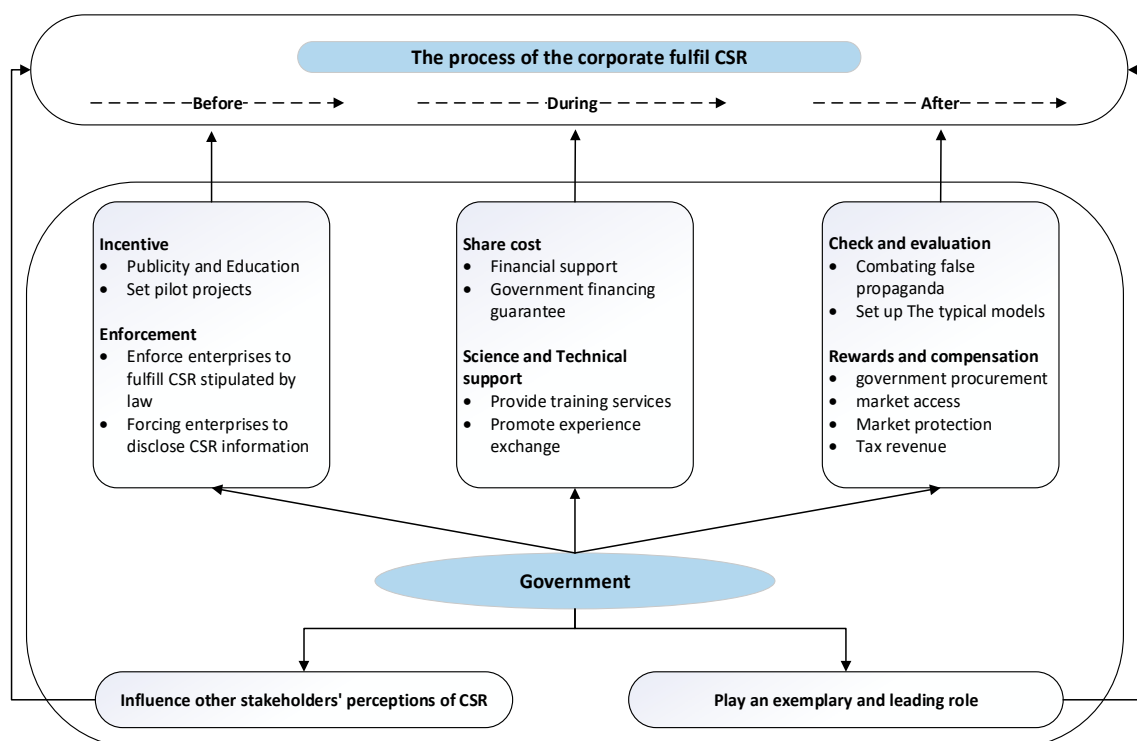 The process of the corporate fulfil CSR
Before
During
After
Incentive
• Publicity and Education
• Set pilot projects
Enforcement
• Enforce enterprises to
fulfill CSR stipulated by
law
• Forcing enterprises to
disclose CSR information
Share cost
• Financial support
• Government financing
guarantee
Science and Technical
support
• Provide training services
• Promote experience
exchange
Check and evaluation
• Combating false
propaganda
• Set up The typical models
Rewards and compensation
• government procurement
• market access
• Market protection
• Tax revenue
Government
Influence other stakeholders' perceptions of CSR
Play an exemplary and leading role